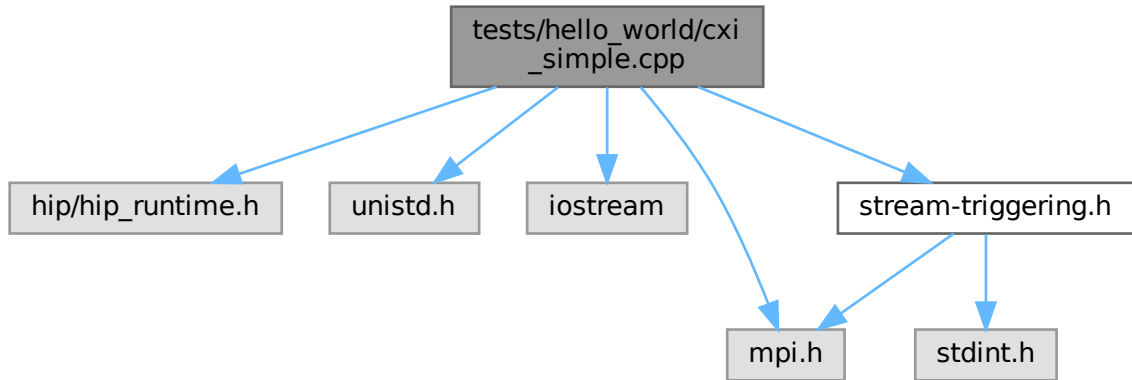 tests/hello_world/cxi
_simple.cpp
hip/hip_runtime.h
unistd.h
iostream
stream-triggering.h
mpi.h
stdint.h